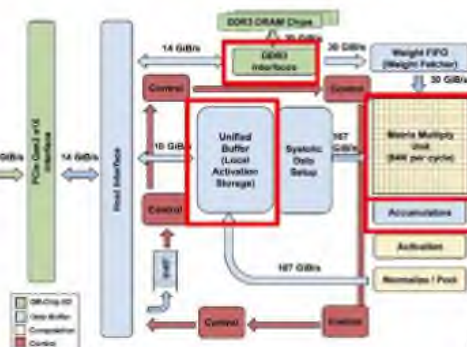 DDR3 DRAM Chips
30 GiB/s
14 GiB/s
DDR3
Interfaces
30 GiB/s
Weight FIFO
(Weight Fetcher)
30 GiB/s
Control
Control
GiB/s
PCIe Gen3 x16
Interface
14 GiB/s
Host Interface
10 GiB/s
Unified
Buffer
(Local
Activation
Storage)
Systolic
Data
Setup
167
GiB/s
Matrix Multiply
Unit
(64K per cycle)
Control
Accumulators
Activation
167 GiB/s
Normalize / Pool
Off-Chip I/O
Data Buffer
Computation
Control
Control
Control